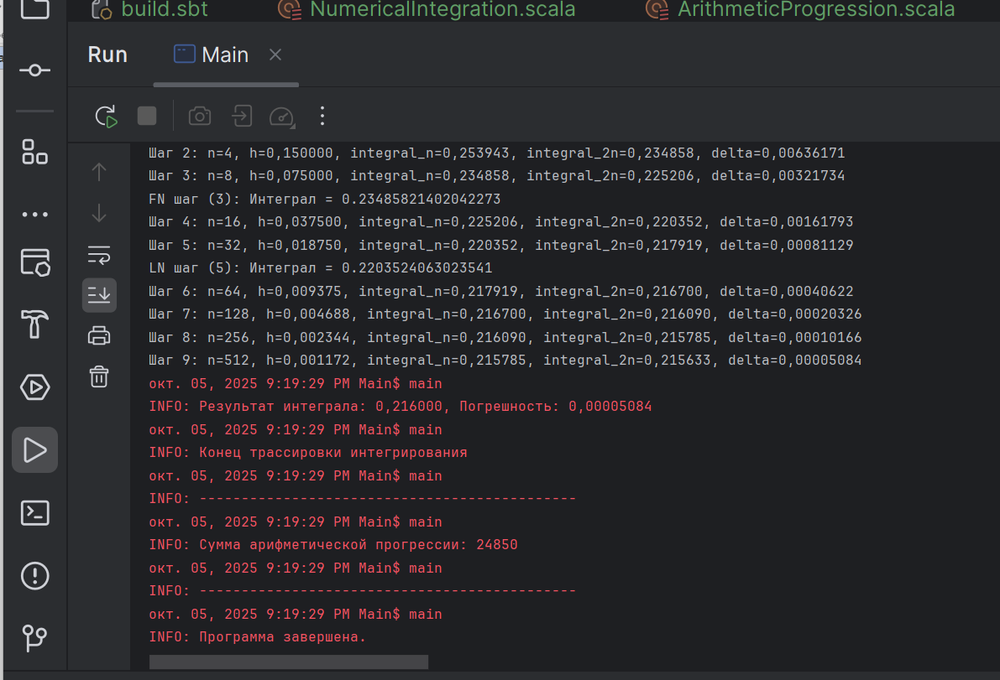 build.sbt NumericalIntegration.scala ArithmeticProgression.scala
Run Main
Шаг 2: n=4, h=0,150000, integral_n=0,253943, integral_2n=0,234858, delta=0,00636171
Шаг 3: n=8, h=0,075000, integral_n=0,234858, integral_2n=0,225206, delta=0,00321734
FN шаг (3): Интеграл = 0.23485821402042273
Шаг 4: n=16, h=0,037500, integral_n=0,225206, integral_2n=0,220352, delta=0,00161793
Шаг 5: n=32, h=0,018750, integral_n=0,220352, integral_2n=0,217919, delta=0,00081129
LN шаг (5): Интеграл = 0.2203524063023541
Шаг 6: n=64, h=0,009375, integral_n=0,217919, integral_2n=0,216700, delta=0,00040622
Шаг 7: n=128, h=0,004688, integral_n=0,216700, integral_2n=0,216090, delta=0,00020326
Шаг 8: n=256, h=0,002344, integral_n=0,216090, integral_2n=0,215785, delta=0,00010166
Шаг 9: n=512, h=0,001172, integral_n=0,215785, integral_2n=0,215633, delta=0,00005084
окт. 05, 2025 9:19:29 PM Main$ main
INFO: Результат интеграла: 0,216000, Погрешность: 0,00005084
окт. 05, 2025 9:19:29 PM Main$ main
INFO: Конец трассировки интегрирования
окт. 05, 2025 9:19:29 PM Main$ main
INFO: ---------------------------------------------
окт. 05, 2025 9:19:29 PM Main$ main
INFO: Сумма арифметической прогрессии: 24850
окт. 05, 2025 9:19:29 PM Main$ main
INFO: ---------------------------------------------
окт. 05, 2025 9:19:29 PM Main$ main
INFO: Программа завершена.